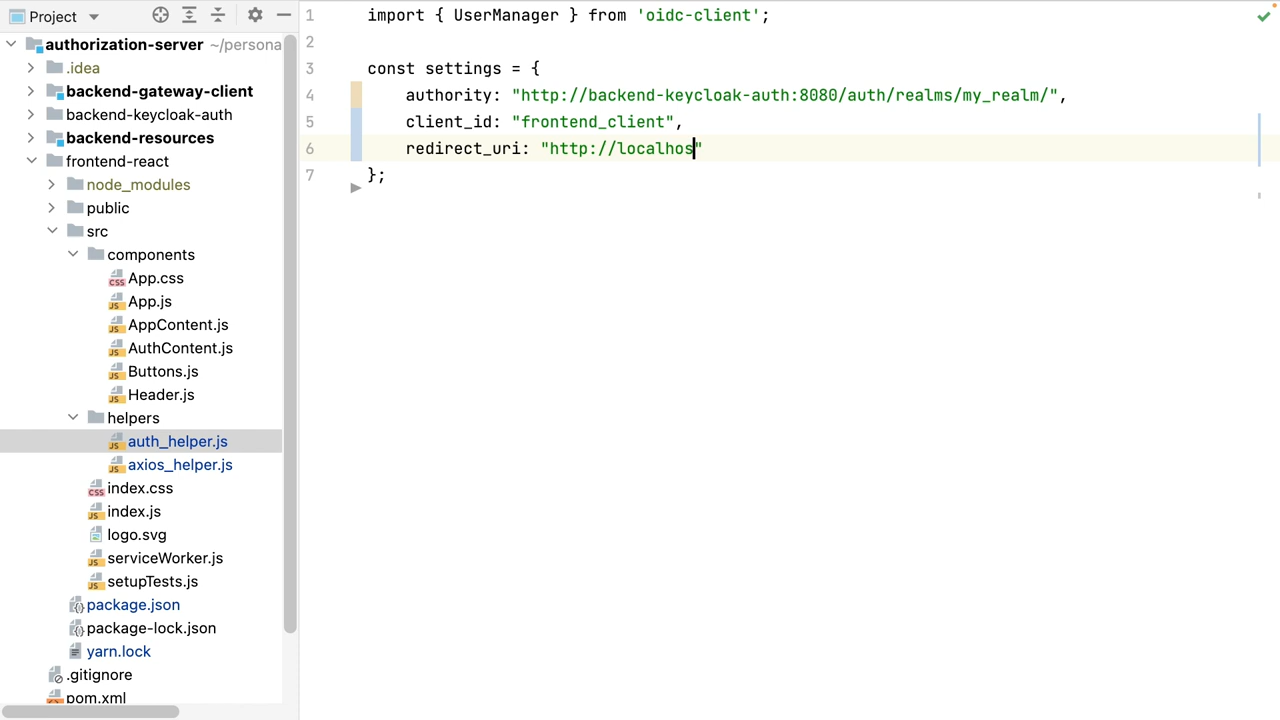 Project
authorization-server ~/persona
.idea
backend-gateway-client
backend-keycloak-auth
backend-resources
frontend-react
node_modules
public
src
components
App.css
App.js
AppContent.js
AuthContent.js
Buttons.js
Header.js
helpers
auth_helper.js
axios_helper.js
index.css
index.js
logo.svg
serviceWorker.js
setupTests.js
package.json
package-lock.json
yarn.lock
.gitignore
pom.xml
1 import { UserManager } from 'oidc-client';
2
3 const settings = {
4 authority: "http://backend-keycloak-auth:8080/auth/realms/my_realm/",
5 client_id: "frontend_client",
6 redirect_uri: "http://localhos"
7 };